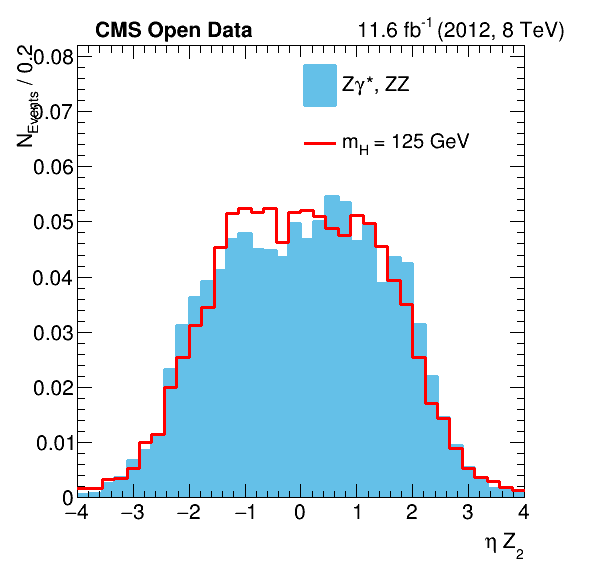 CMS Open Data 11.6 fb⁻¹ (2012, 8 TeV)
N_Events / 0.2
0.08
0.07
0.06
0.05
0.04
0.03
0.02
0.01
0
Zγ*, ZZ
m_H = 125 GeV
−4 −3 −2 −1 0 1 2 3 4
η Z₂